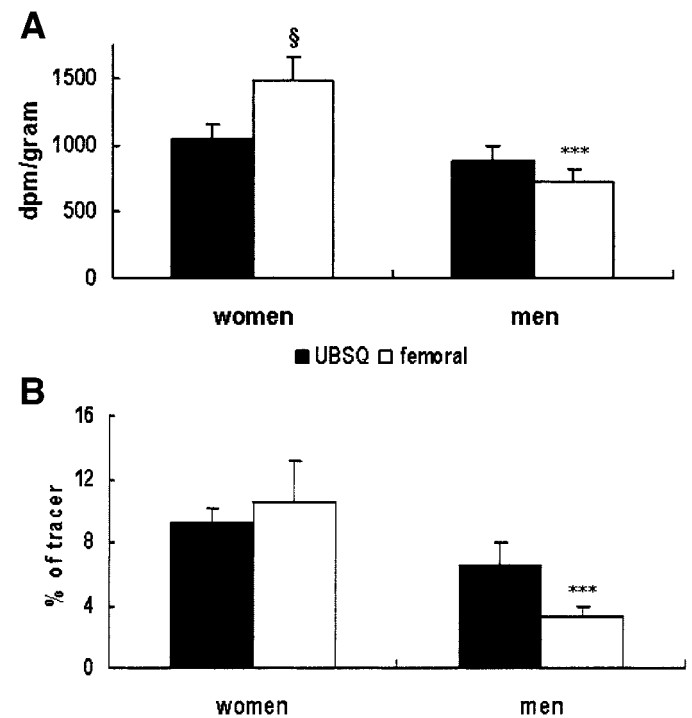 A
§
1500
dpm/gram
1000
***
500
0
women men
UBSQ femoral
B
16
12
% of tracer
8
***
4
0
women men